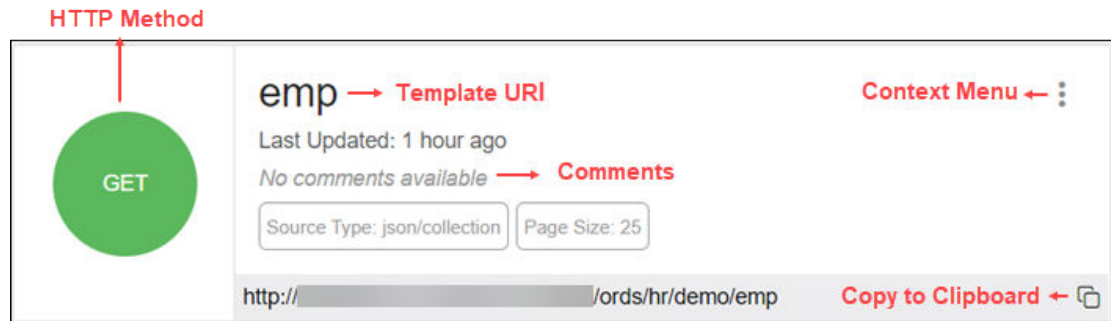 HTTP Method
emp Template URI Context Menu
Last Updated: 1 hour ago
GET
No comments available Comments
Source Type: json/collection Page Size: 25
http:// /ords/hr/demo/emp Copy to Clipboard